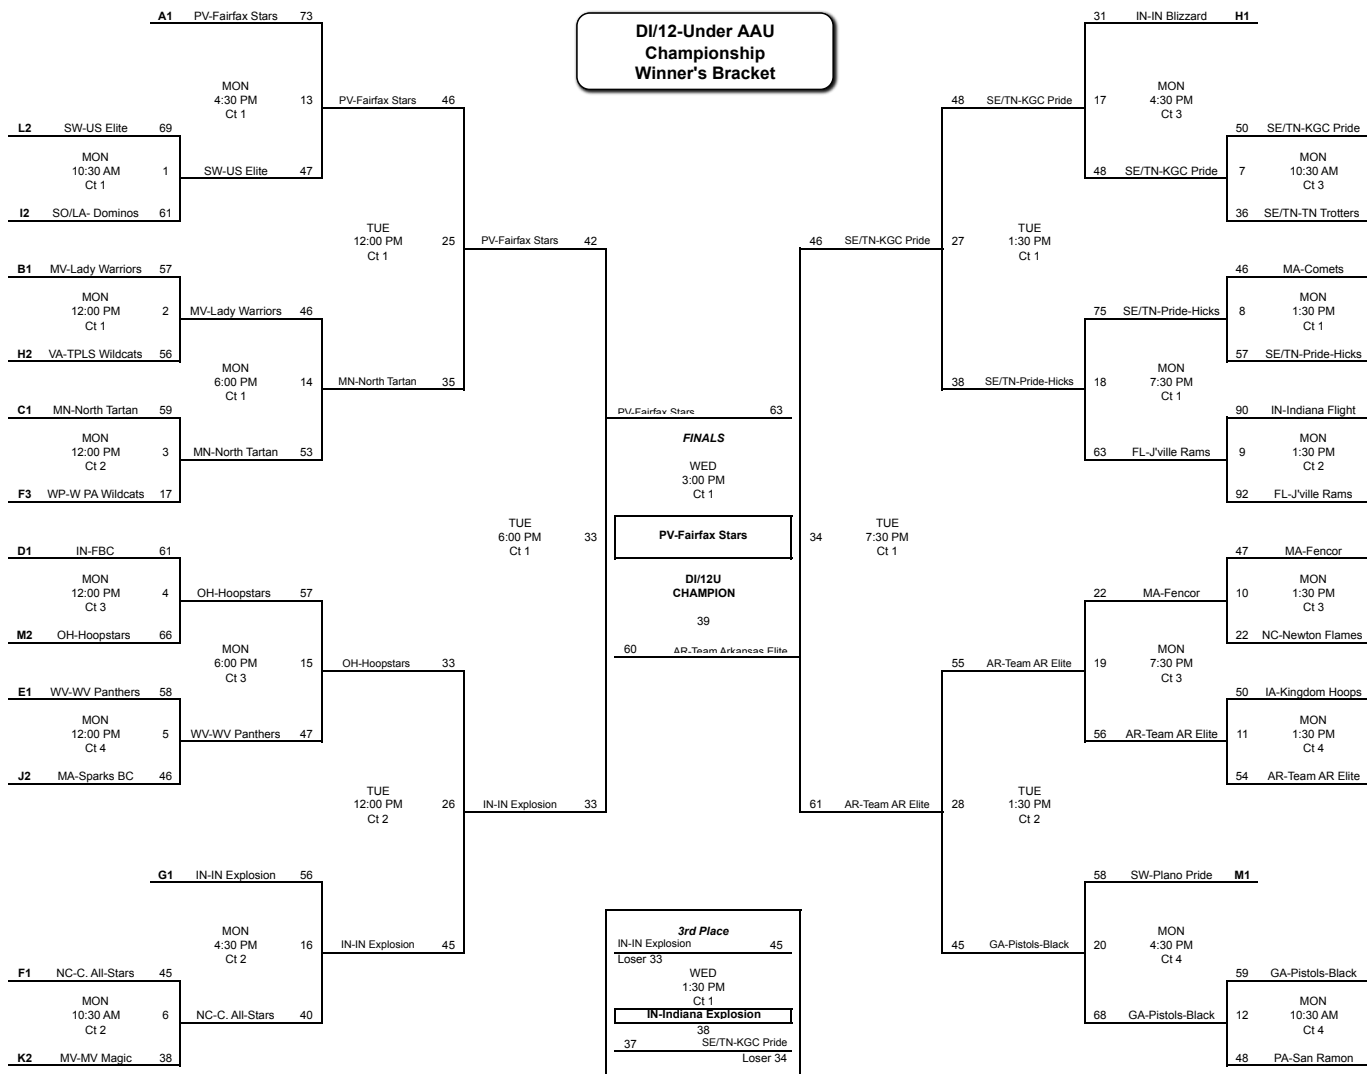 DI/12-Under AAU
Championship
Winner's Bracket
A1 PV-Fairfax Stars 73
MON
4:30 PM 13
Ct 1
PV-Fairfax Stars 46
L2 SW-US Elite 69
MON
10:30 AM 1
Ct 1
SW-US Elite 47
I2 SO/LA- Dominos 61
TUE
12:00 PM 25
Ct 1
PV-Fairfax Stars 42
B1 MV-Lady Warriors 57
MON
12:00 PM 2
Ct 1
MV-Lady Warriors 46
H2 VA-TPLS Wildcats 56
MON
6:00 PM 14
Ct 1
MN-North Tartan 35
C1 MN-North Tartan 59
MON
12:00 PM 3
Ct 2
MN-North Tartan 53
F3 WP-W PA Wildcats 17
TUE
6:00 PM 33
Ct 1
D1 IN-FBC 61
MON
12:00 PM 4
Ct 3
OH-Hoopstars 57
M2 OH-Hoopstars 66
MON
6:00 PM 15
Ct 3
OH-Hoopstars 33
E1 WV-WV Panthers 58
MON
12:00 PM 5
Ct 4
WV-WV Panthers 47
J2 MA-Sparks BC 46
TUE
12:00 PM 26
Ct 2
IN-IN Explosion 33
G1 IN-IN Explosion 56
MON
4:30 PM 16
Ct 2
IN-IN Explosion 45
F1 NC-C. All-Stars 45
MON
10:30 AM 6
Ct 2
NC-C. All-Stars 40
K2 MV-MV Magic 38
PV-Fairfax Stars 63
FINALS
WED
3:00 PM
Ct 1
PV-Fairfax Stars
DI/12U
CHAMPION
39
60 AR-Team Arkansas Elite
3rd Place
IN-IN Explosion 45
Loser 33
WED
1:30 PM
Ct 1
IN-Indiana Explosion
38
37 SE/TN-KGC Pride
Loser 34
31 IN-IN Blizzard H1
MON
17 4:30 PM
Ct 3
48 SE/TN-KGC Pride
50 SE/TN-KGC Pride
MON
7 10:30 AM
Ct 3
48 SE/TN-KGC Pride
36 SE/TN-TN Trotters
TUE
27 1:30 PM
Ct 1
46 SE/TN-KGC Pride
46 MA-Comets
MON
8 1:30 PM
Ct 1
75 SE/TN-Pride-Hicks
57 SE/TN-Pride-Hicks
MON
18 7:30 PM
Ct 1
38 SE/TN-Pride-Hicks
90 IN-Indiana Flight
MON
9 1:30 PM
Ct 2
63 FL-J'ville Rams
92 FL-J'ville Rams
TUE
34 7:30 PM
Ct 1
47 MA-Fencor
MON
10 1:30 PM
Ct 3
22 MA-Fencor
22 NC-Newton Flames
MON
19 7:30 PM
Ct 3
55 AR-Team AR Elite
50 IA-Kingdom Hoops
MON
11 1:30 PM
Ct 4
56 AR-Team AR Elite
54 AR-Team AR Elite
TUE
28 1:30 PM
Ct 2
61 AR-Team AR Elite
58 SW-Plano Pride M1
MON
20 4:30 PM
Ct 4
45 GA-Pistols-Black
59 GA-Pistols-Black
MON
12 10:30 AM
Ct 4
68 GA-Pistols-Black
48 PA-San Ramon